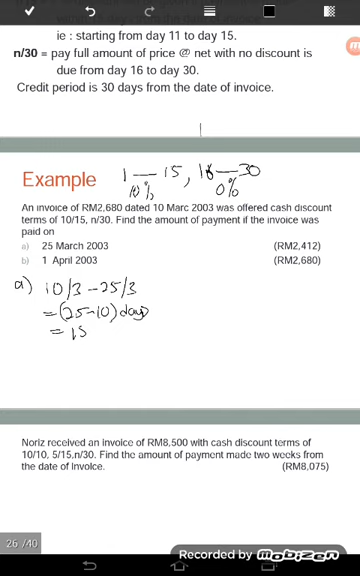 ie : starting from day 11 to day 15.
n/30 = pay full amount of price @ net with no discount is
due from day 16 to day 30.
Credit period is 30 days from the date of invoice.
Example
1 — 15, 16 — 30
10% 0%
An invoice of RM2,680 dated 10 Marc 2003 was offered cash discount
terms of 10/15, n/30. Find the amount of payment if the invoice was
paid on
a) 25 March 2003 (RM2,412)
b) 1 April 2003 (RM2,680)
a) 10/3 – 25/3
= (25-10) days
= 15
Noriz received an invoice of RM8,500 with cash discount terms of
10/10, 5/15,n/30. Find the amount of payment made two weeks from
the date of invoice. (RM8,075)
26 /40
Recorded by Mobizen